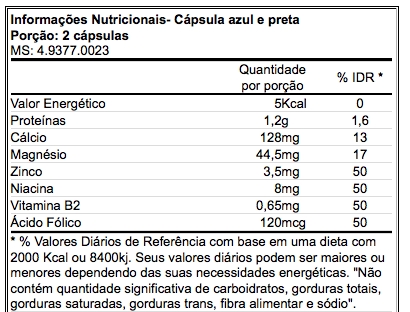 Informações Nutricionais- Cápsula azul e preta
Porção: 2 cápsulas
MS: 4.9377.0023
Quantidade por porção % IDR *
Valor Energético 5Kcal 0
Proteínas 1,2g 1,6
Cálcio 128mg 13
Magnésio 44,5mg 17
Zinco 3,5mg 50
Niacina 8mg 50
Vitamina B2 0,65mg 50
Ácido Fólico 120mcg 50
* % Valores Diários de Referência com base em uma dieta com
2000 Kcal ou 8400kj. Seus valores diários podem ser maiores ou
menores dependendo das suas necessidades energéticas. "Não
contém quantidade significativa de carboidratos, gorduras totais,
gorduras saturadas, gorduras trans, fibra alimentar e sódio".